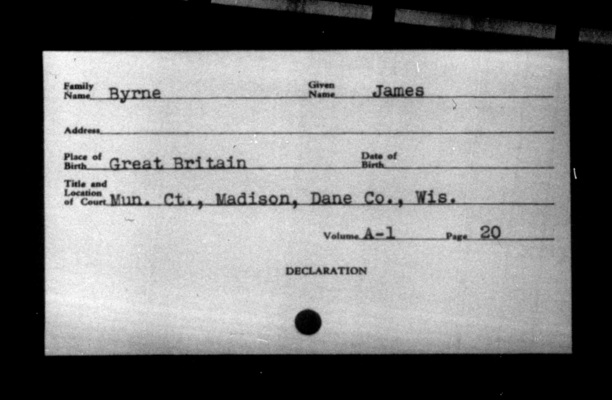 Family Name Byrne Given Name James
Address
Place of Birth Great Britain Date of Birth
Title and Location of Court Mun. Ct., Madison, Dane Co., Wis.
Volume A-1 Page 20
DECLARATION